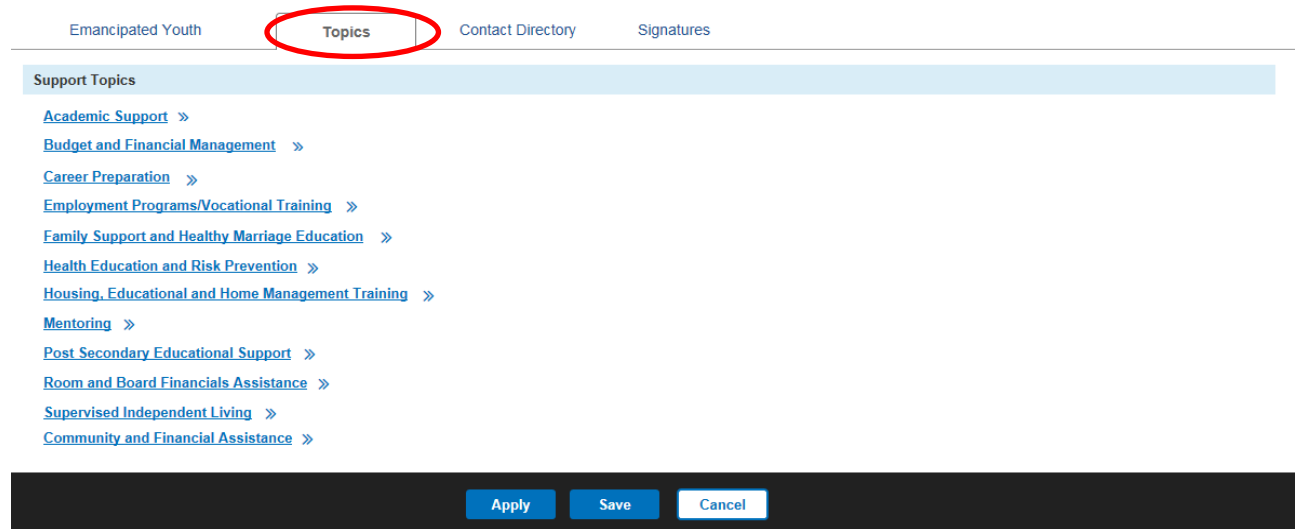 Emancipated Youth Topics Contact Directory Signatures
Support Topics
Academic Support »
Budget and Financial Management »
Career Preparation »
Employment Programs/Vocational Training »
Family Support and Healthy Marriage Education »
Health Education and Risk Prevention »
Housing, Educational and Home Management Training »
Mentoring »
Post Secondary Educational Support »
Room and Board Financials Assistance »
Supervised Independent Living »
Community and Financial Assistance »
Apply Save Cancel